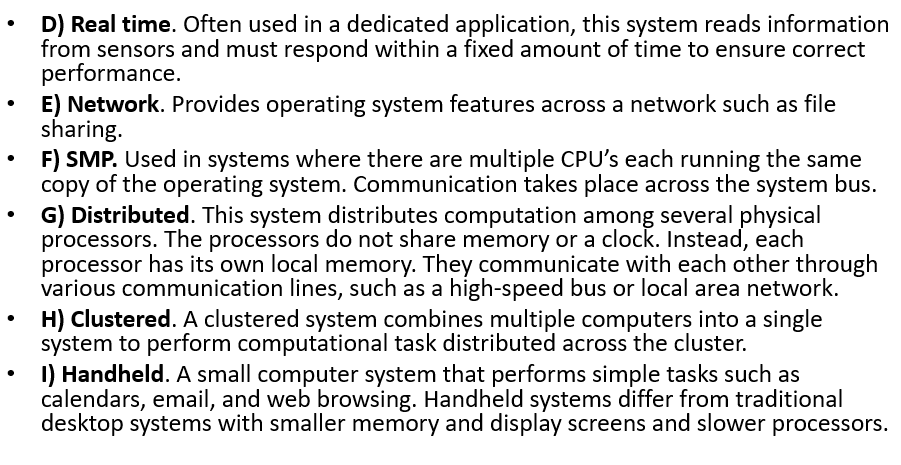 • D) Real time. Often used in a dedicated application, this system reads information
from sensors and must respond within a fixed amount of time to ensure correct
performance.
• E) Network. Provides operating system features across a network such as file
sharing.
• F) SMP. Used in systems where there are multiple CPU’s each running the same
copy of the operating system. Communication takes place across the system bus.
• G) Distributed. This system distributes computation among several physical
processors. The processors do not share memory or a clock. Instead, each
processor has its own local memory. They communicate with each other through
various communication lines, such as a high-speed bus or local area network.
• H) Clustered. A clustered system combines multiple computers into a single
system to perform computational task distributed across the cluster.
• I) Handheld. A small computer system that performs simple tasks such as
calendars, email, and web browsing. Handheld systems differ from traditional
desktop systems with smaller memory and display screens and slower processors.